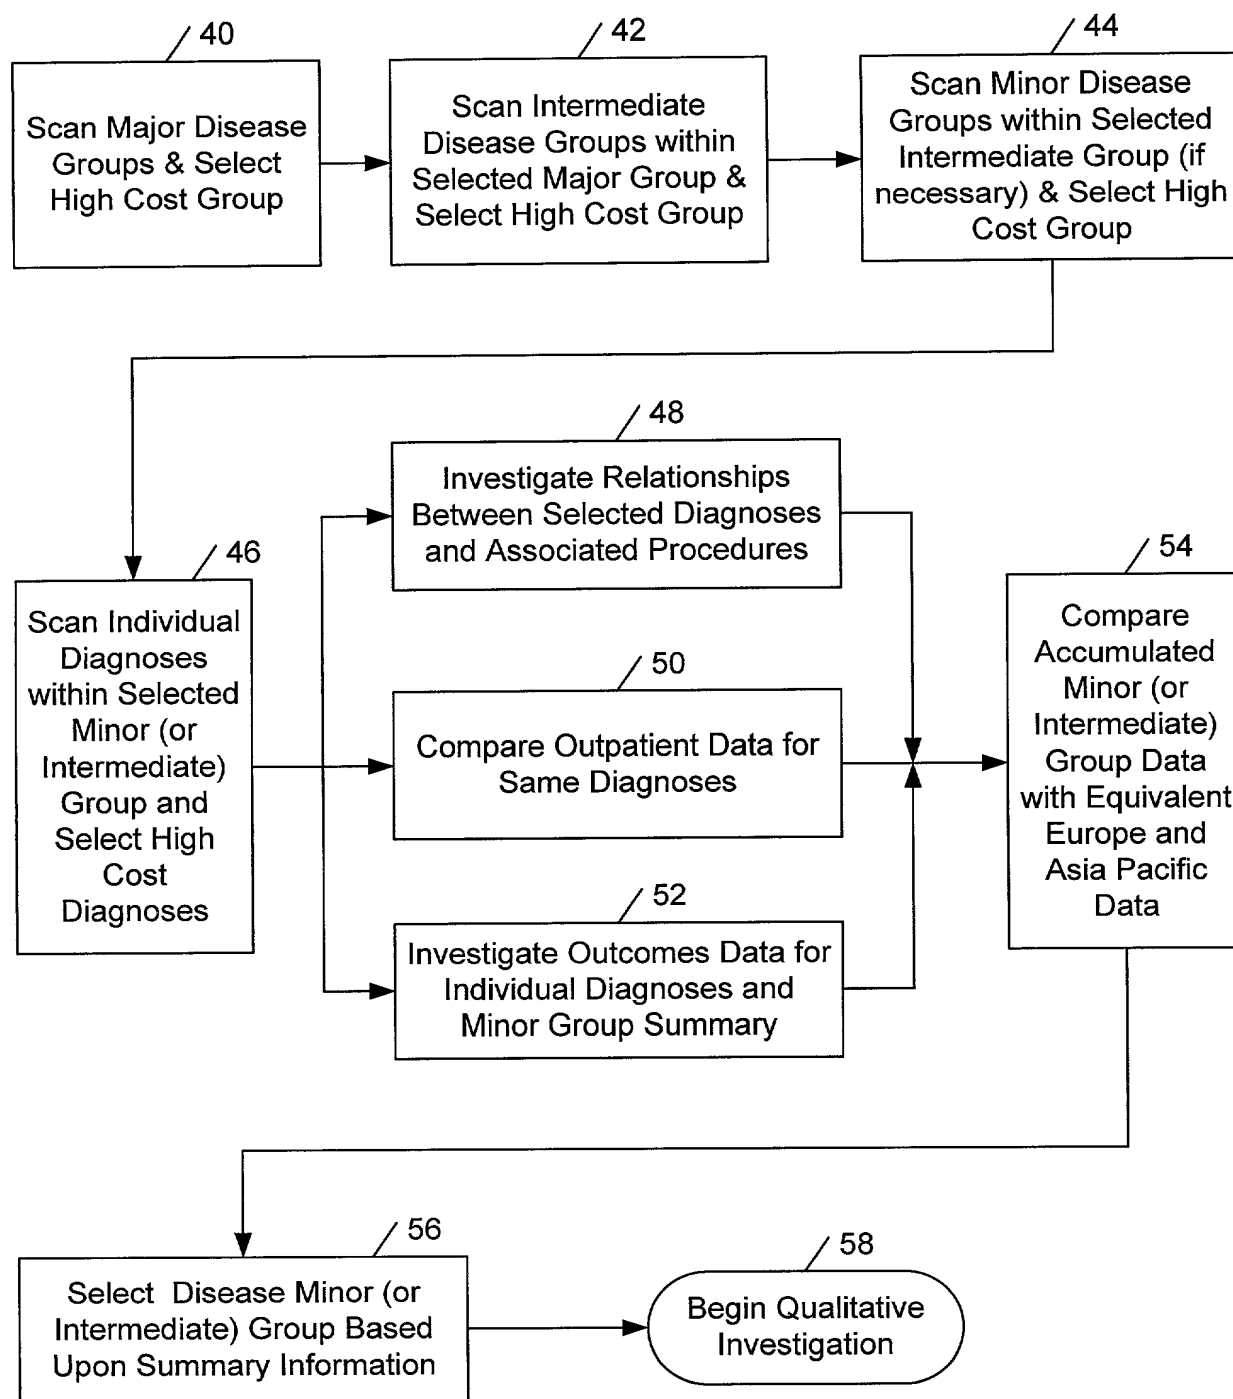 40
Scan Major Disease
Groups & Select
High Cost Group
42
Scan Intermediate
Disease Groups within
Selected Major Group &
Select High Cost Group
44
Scan Minor Disease
Groups within Selected
Intermediate Group (if
necessary) & Select High
Cost Group
46
Scan Individual
Diagnoses
within Selected
Minor (or
Intermediate)
Group and
Select High
Cost
Diagnoses
48
Investigate Relationships
Between Selected Diagnoses
and Associated Procedures
50
Compare Outpatient Data for
Same Diagnoses
52
Investigate Outcomes Data for
Individual Diagnoses and
Minor Group Summary
54
Compare
Accumulated
Minor (or
Intermediate)
Group Data
with Equivalent
Europe and
Asia Pacific
Data
56
Select Disease Minor (or
Intermediate) Group Based
Upon Summary Information
58
Begin Qualitative
Investigation